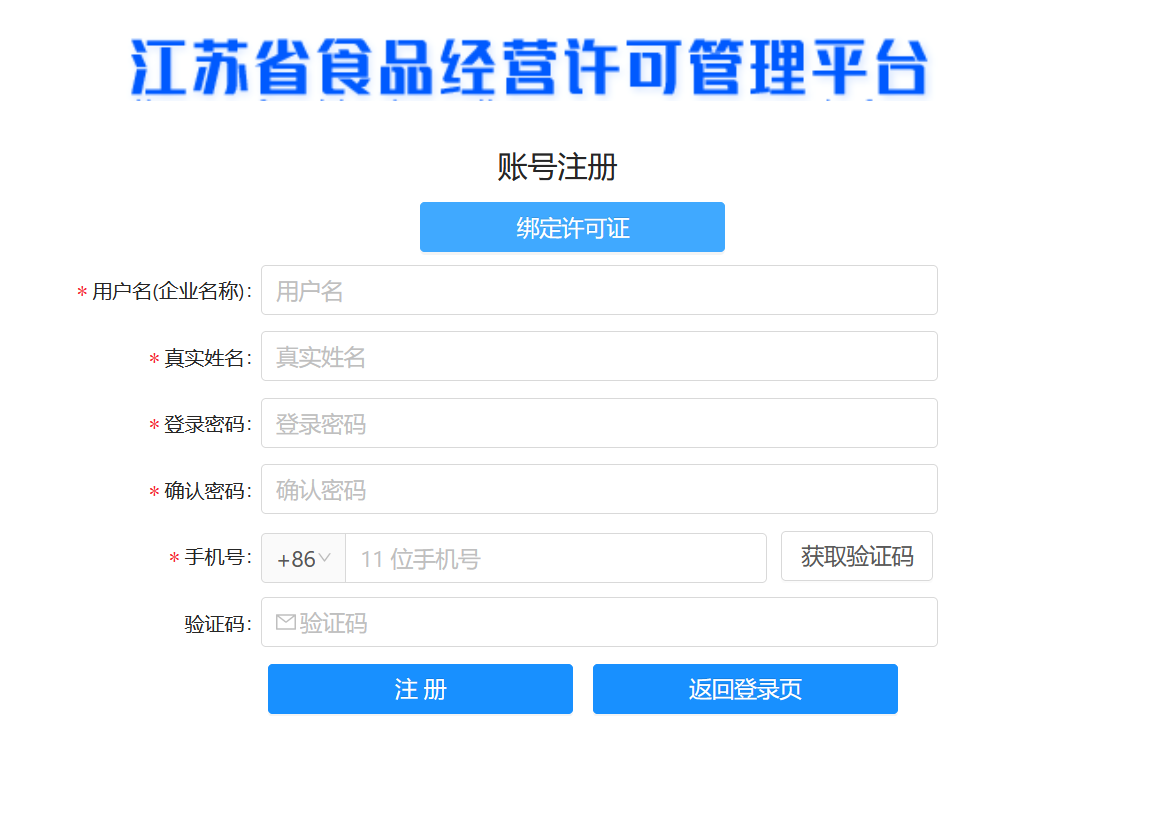 江苏省食品经营许可管理平台
账号注册
绑定许可证
* 用户名(企业名称): 用户名
* 真实姓名: 真实姓名
* 登录密码: 登录密码
* 确认密码: 确认密码
* 手机号: +86 11 位手机号 获取验证码
验证码: 验证码
注 册 返回登录页